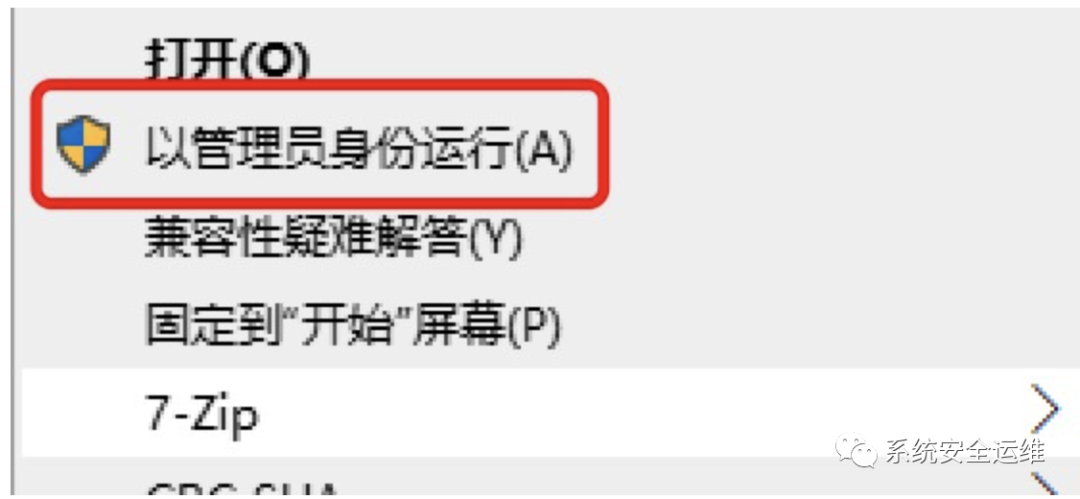 打开(O)
以管理员身份运行(A)
兼容性疑难解答(Y)
固定到“开始”屏幕(P)
7-Zip
系统安全运维
CRC SHA